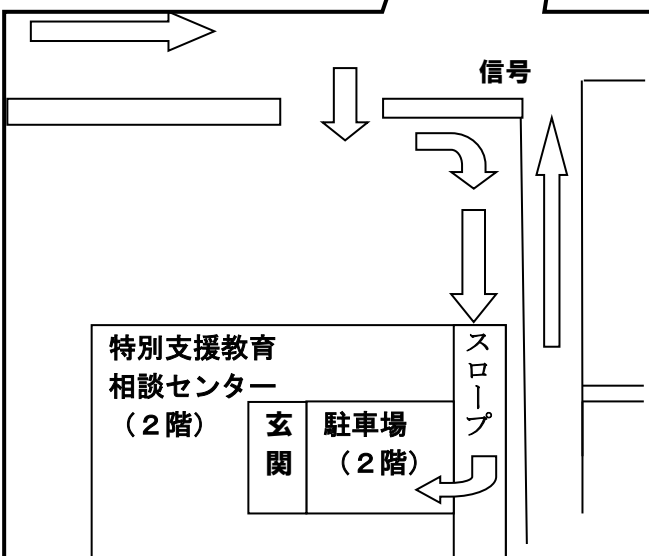 信号
特別支援教育
相談センター
（２階）
玄関
駐車場
（２階）
スロープ